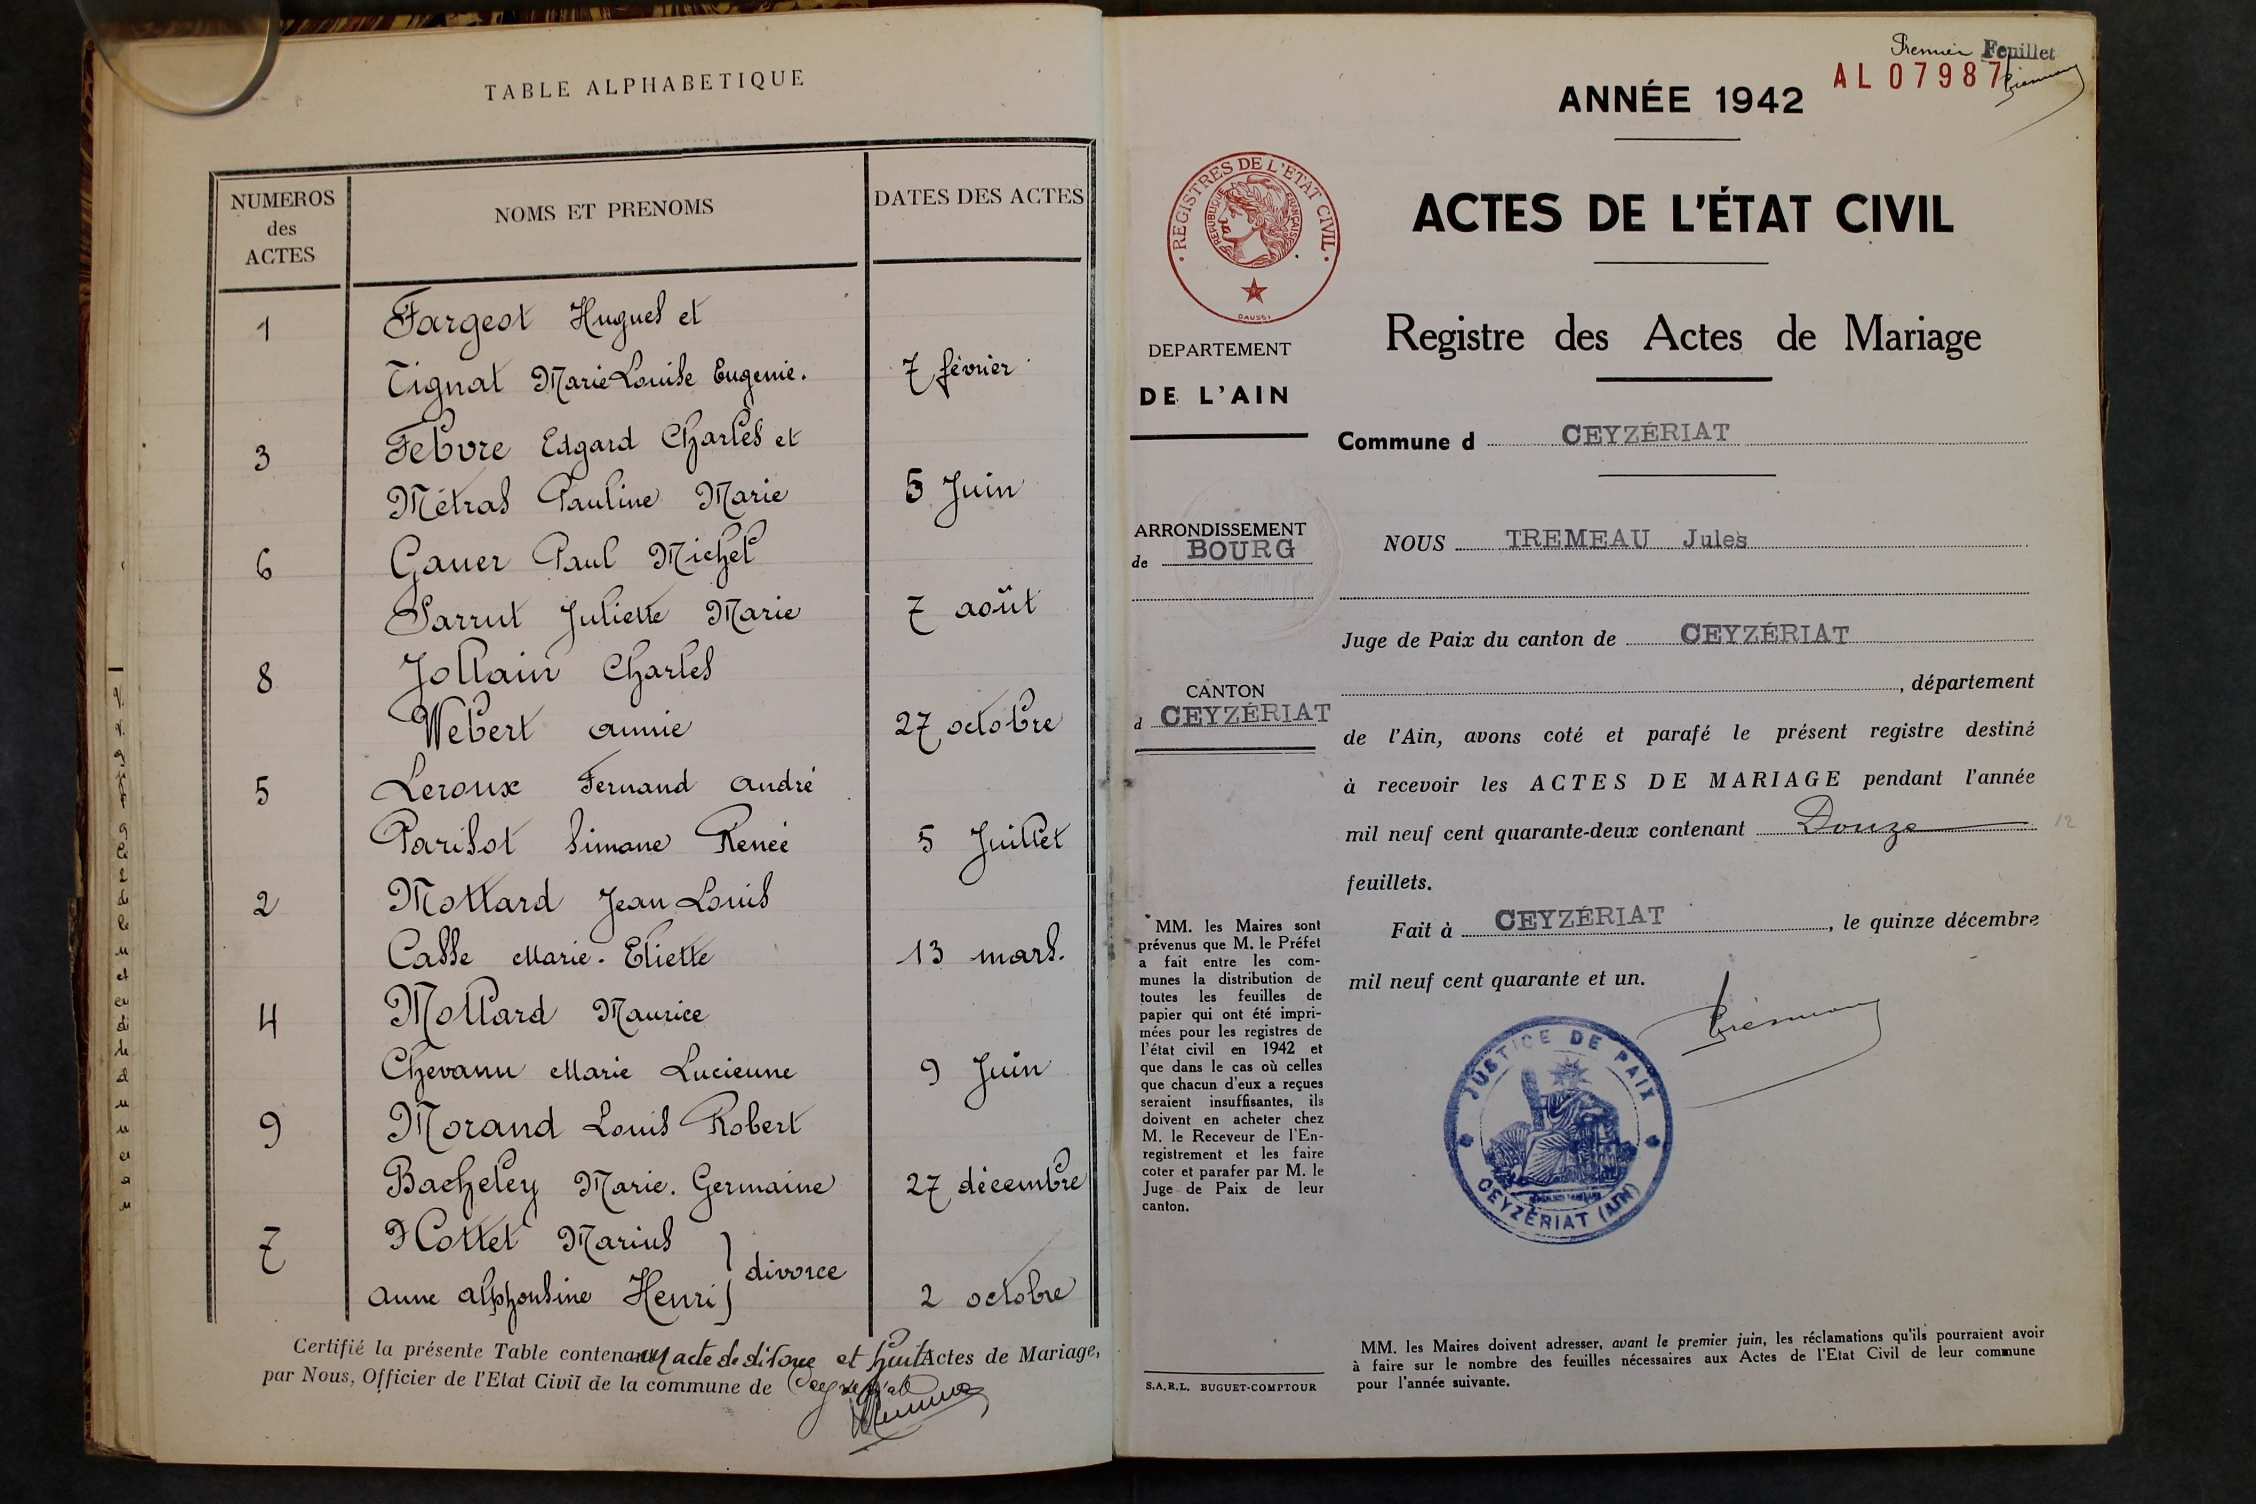 TABLE ALPHABETIQUE
NUMEROS des ACTES
NOMS ET PRENOMS
DATES DES ACTES
1 Fargeot Hugues et
Tignat Marie Louise Eugenie. 7 février
3 Febvre Edgard Charles et
Métras Pauline Marie 5 Juin
6 Gauer Paul Michel
Sarrut Juliette Marie 7 août
8 Jollain Charles
Webert annie 27 octobre
5 Leroux Fernand andré
Parisot Simone Renée 5 Juillet
2 Mottard Jean Louis
Casse Marie. Eliette 13 mars.
4 Mollard Maurice
Chevann Marie Lucienne 9 Juin
9 Morand Louis Robert
Bacheley Marie. Germaine 27 décembre
7 Hottet Marius
anne alphonsine Henri } divorce 2 octobre
Certifié la présente Table contenant un acte de divorce et huit Actes de Mariage,
par Nous, Officier de l'Etat Civil de la commune de Ceyzériat
Premier Feuillet
AL 07987
ANNÉE 1942
ACTES DE L'ÉTAT CIVIL
Registre des Actes de Mariage
REGISTRES DE L'ETAT CIVIL
REPUBLIQUE FRANÇAISE
DAUSSI
DEPARTEMENT
DE L'AIN
Commune d CEYZÉRIAT
ARRONDISSEMENT
de BOURG
NOUS TREMEAU Jules
Juge de Paix du canton de CEYZÉRIAT
CANTON
d CEYZÉRIAT
, département
de l'Ain, avons coté et parafé le présent registre destiné
à recevoir les ACTES DE MARIAGE pendant l'année
mil neuf cent quarante-deux contenant Douze 12
feuillets.
Fait à CEYZÉRIAT, le quinze décembre
mil neuf cent quarante et un.
MM. les Maires sont
prévenus que M. le Préfet
a fait entre les com-
munes la distribution de
toutes les feuilles de
papier qui ont été impri-
mées pour les registres de
l'état civil en 1942 et
que dans le cas où celles
que chacun d'eux a reçues
seraient insuffisantes, ils
doivent en acheter chez
M. le Receveur de l'En-
registrement et les faire
coter et parafer par M. le
Juge de Paix de leur
canton.
JUSTICE DE PAIX
CEYZÉRIAT (AIN)
S.A.R.L. BUGUET-COMPTOUR
MM. les Maires doivent adresser, avant le premier juin, les réclamations qu'ils pourraient avoir
à faire sur le nombre des feuilles nécessaires aux Actes de l'Etat Civil de leur commune
pour l'année suivante.